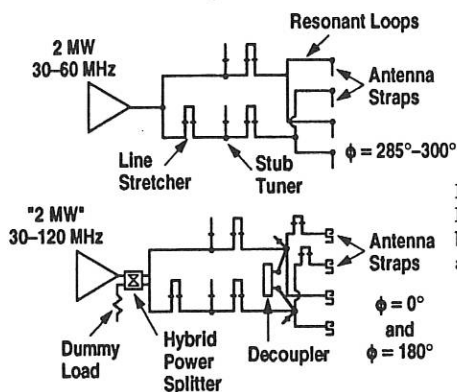 2 MW
30–60 MHz
Resonant Loops
Antenna
Straps
Line
Stretcher
Stub
Tuner
ϕ = 285°–300°
"2 MW"
30–120 MHz
Antenna
Straps
Dummy
Load
Hybrid
Power
Splitter
Decoupler
ϕ = 0°
and
ϕ = 180°